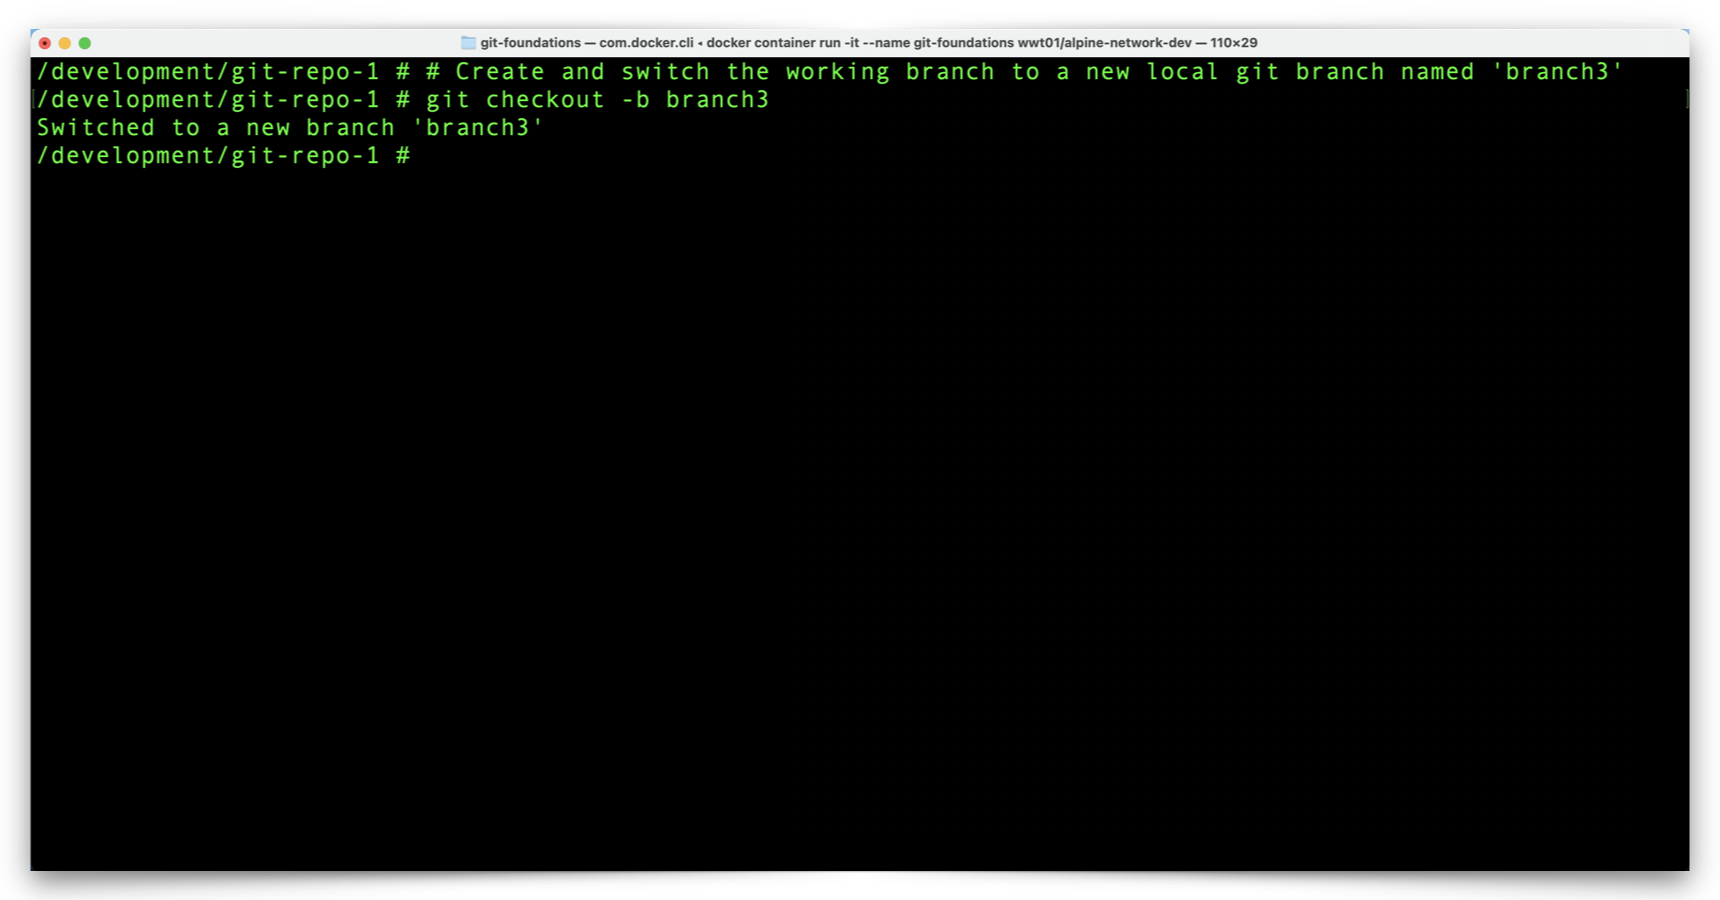 git-foundations — com.docker.cli ◂ docker container run -it --name git-foundations wwt01/alpine-network-dev — 110×29
/development/git-repo-1 # # Create and switch the working branch to a new local git branch named 'branch3'
/development/git-repo-1 # git checkout -b branch3
Switched to a new branch 'branch3'
/development/git-repo-1 #